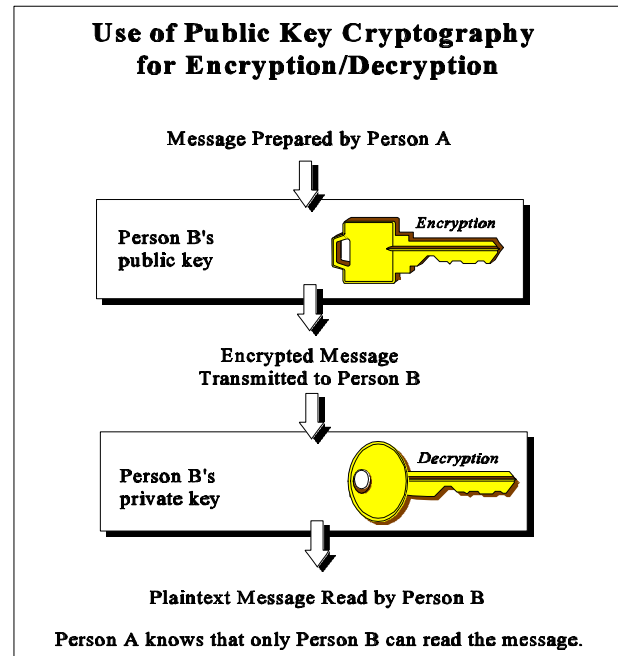 Use of Public Key Cryptography
for Encryption/Decryption
Message Prepared by Person A
Encryption
Person B's
public key
Encrypted Message
Transmitted to Person B
Decryption
Person B's
private key
Plaintext Message Read by Person B
Person A knows that only Person B can read the message.